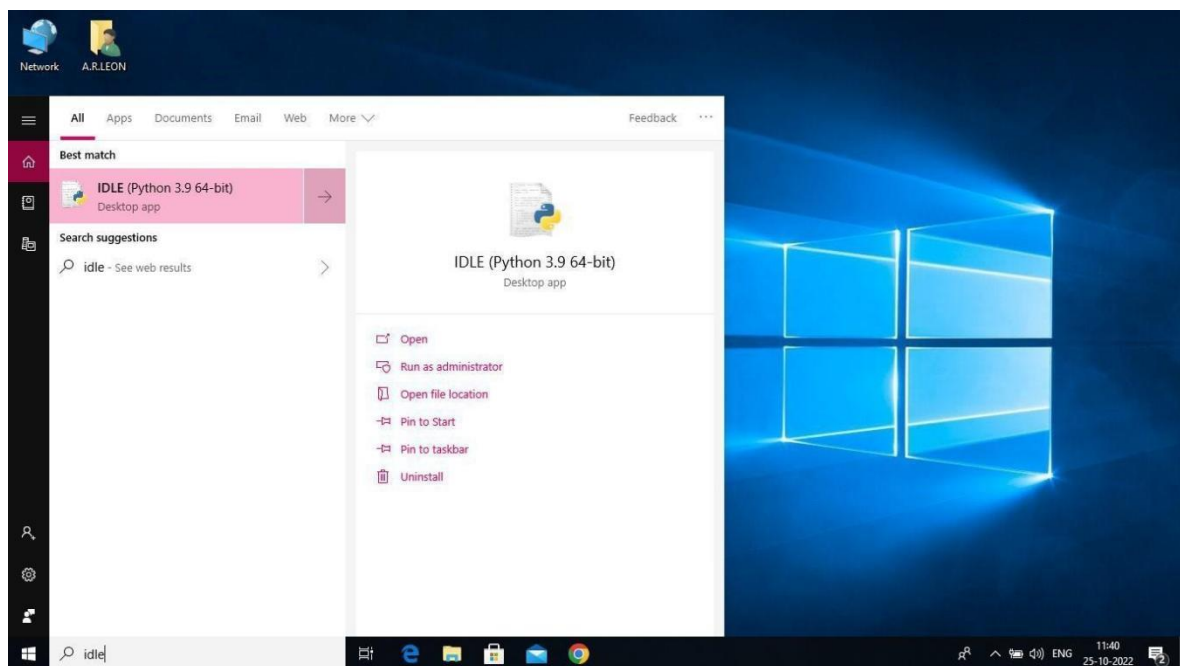 Network
A.R.LEON
All Apps Documents Email Web More Feedback ...
Best match
IDLE (Python 3.9 64-bit)
Desktop app
Search suggestions
idle - See web results
IDLE (Python 3.9 64-bit)
Desktop app
Open
Run as administrator
Open file location
Pin to Start
Pin to taskbar
Uninstall
idle
ENG
11:40
25-10-2022
2